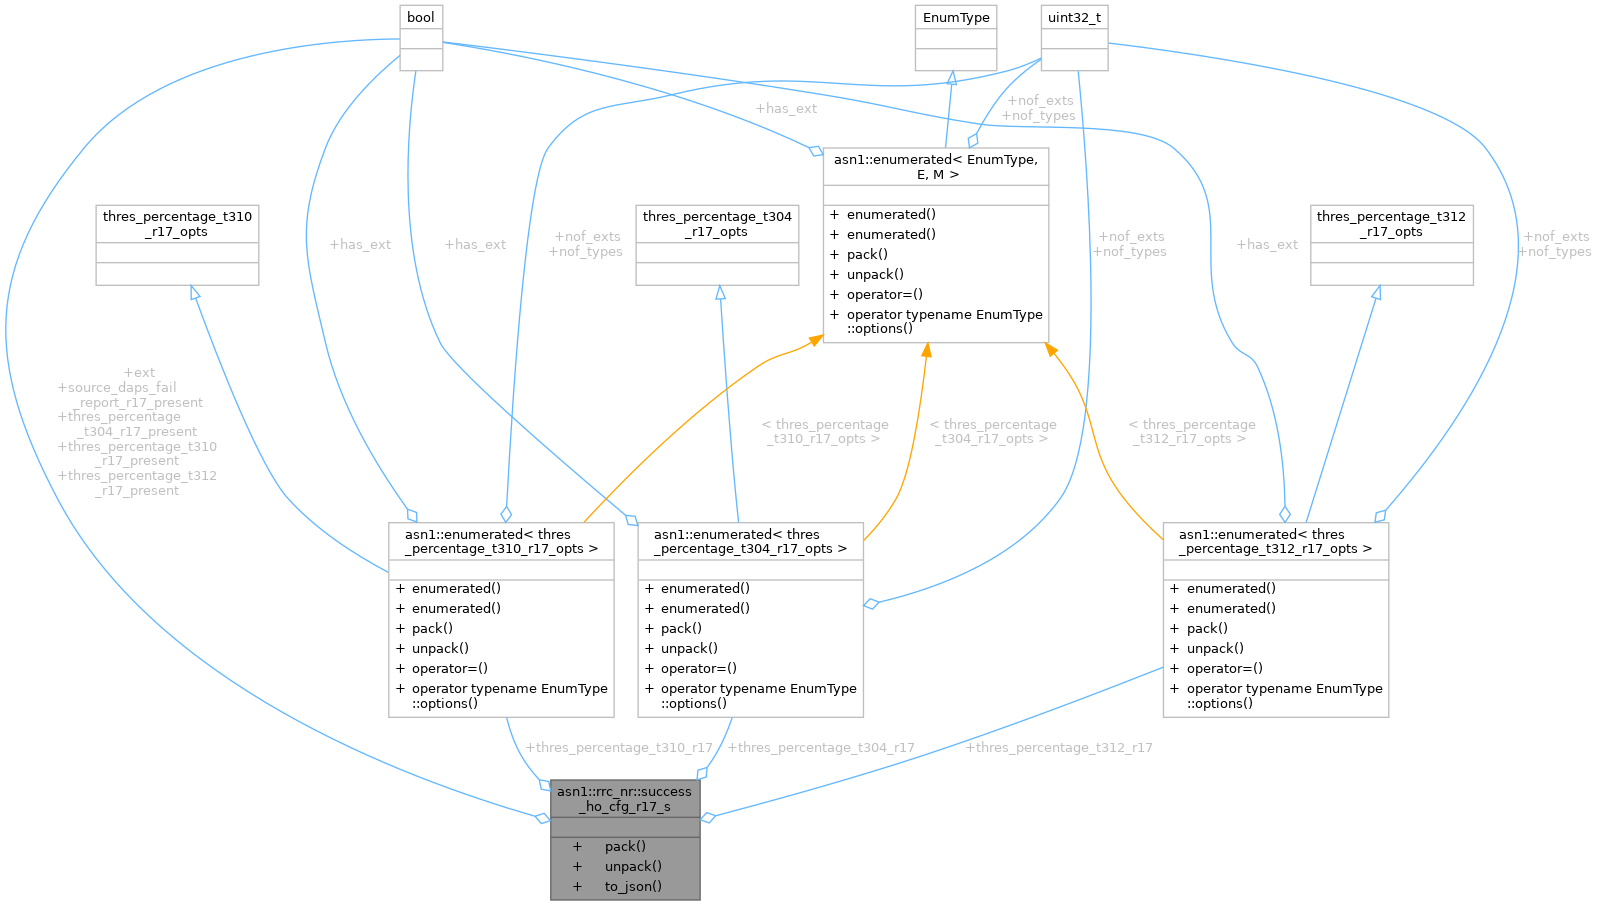 bool
EnumType
uint32_t
+has_ext
+nof_exts
+nof_types
asn1::enumerated< EnumType,
E, M >
+ enumerated()
+ enumerated()
+ pack()
+ unpack()
+ operator=()
+ operator typename EnumType
::options()
thres_percentage_t310
_r17_opts
thres_percentage_t304
_r17_opts
thres_percentage_t312
_r17_opts
+has_ext
+has_ext
+nof_exts
+nof_types
+nof_exts
+nof_types
+has_ext
+nof_exts
+nof_types
+ext
+source_daps_fail
_report_r17_present
+thres_percentage
_t304_r17_present
+thres_percentage_t310
_r17_present
+thres_percentage_t312
_r17_present
< thres_percentage
_t310_r17_opts >
< thres_percentage
_t304_r17_opts >
< thres_percentage
_t312_r17_opts >
asn1::enumerated< thres
_percentage_t310_r17_opts >
+ enumerated()
+ enumerated()
+ pack()
+ unpack()
+ operator=()
+ operator typename EnumType
::options()
asn1::enumerated< thres
_percentage_t304_r17_opts >
+ enumerated()
+ enumerated()
+ pack()
+ unpack()
+ operator=()
+ operator typename EnumType
::options()
asn1::enumerated< thres
_percentage_t312_r17_opts >
+ enumerated()
+ enumerated()
+ pack()
+ unpack()
+ operator=()
+ operator typename EnumType
::options()
+thres_percentage_t310_r17
+thres_percentage_t304_r17
+thres_percentage_t312_r17
asn1::rrc_nr::success
_ho_cfg_r17_s
+ pack()
+ unpack()
+ to_json()